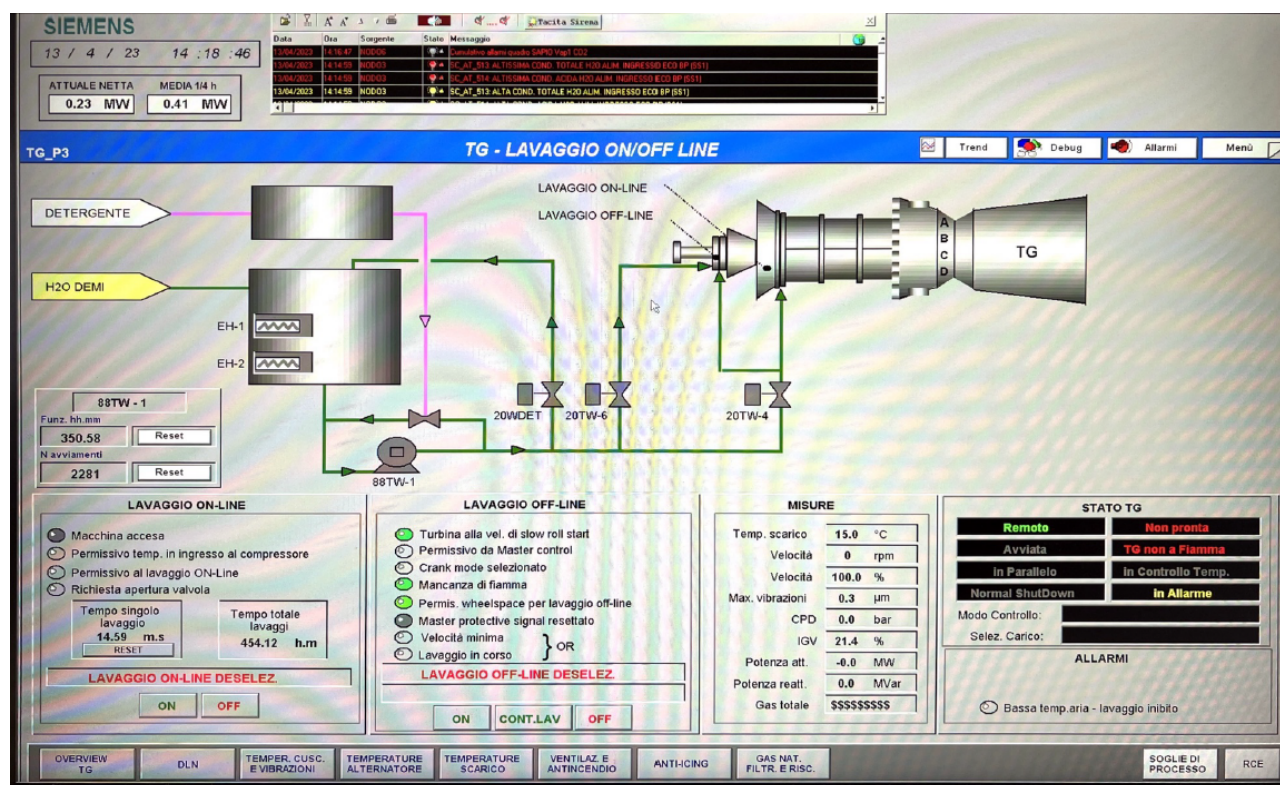 SIEMENS
13 / 4 / 23 14 :18 :46
ATTUALE NETTA MEDIA 1/4 h
0.23 MW 0.41 MW
Tacita Sirena
Data Ora Sorgente Stato Messaggio
13/04/2023 14:16:47 NODO6 Cumulativo allarmi quadro SAPIO Vap1 CO2
13/04/2023 14:14:59 NODO3 SC_AT_513: ALTISSIMA COND. TOTALE H2O ALIM. INGRESSO ECO BP (SS1)
13/04/2023 14:14:59 NODO3 SC_AT_514: ALTISSIMA COND. ACIDA H2O ALIM. INGRESSO ECO BP (SS1)
13/04/2023 14:14:59 NODO3 SC_AT_513: ALTA COND. TOTALE H2O ALIM. INGRESSO ECO BP (SS1)
TG_P3
TG - LAVAGGIO ON/OFF LINE
Trend Debug Allarmi Menù
DETERGENTE
H2O DEMI
LAVAGGIO ON-LINE
LAVAGGIO OFF-LINE
A
B
C
D
TG
EH-1
EH-2
20WDET 20TW-6 20TW-4
88TW-1
88TW - 1
Funz. hh.mm
350.58 Reset
N avviamenti
2281 Reset
LAVAGGIO ON-LINE
Macchina accesa
Permissivo temp. in ingresso al compressore
Permissivo al lavaggio ON-Line
Richiesta apertura valvola
Tempo singolo
lavaggio
14.59 m.s
RESET
Tempo totale
lavaggi
454.12 h.m
LAVAGGIO ON-LINE DESELEZ.
ON OFF
LAVAGGIO OFF-LINE
Turbina alla vel. di slow roll start
Permissivo da Master control
Crank mode selezionato
Mancanza di fiamma
Permis. wheelspace per lavaggio off-line
Master protective signal resettato
Velocità minima
Lavaggio in corso
} OR
LAVAGGIO OFF-LINE DESELEZ.
ON CONT.LAV OFF
MISURE
Temp. scarico 15.0 °C
Velocità 0 rpm
Velocità 100.0 %
Max. vibrazioni 0.3 µm
CPD 0.0 bar
IGV 21.4 %
Potenza att. -0.0 MW
Potenza reatt. 0.0 MVar
Gas totale $$$$$$$$$
STATO TG
Remoto Non pronta
Avviata TG non a Fiamma
in Parallelo in Controllo Temp.
Normal ShutDown in Allarme
Modo Controllo:
Selez. Carico:
ALLARMI
Bassa temp.aria - lavaggio inibito
OVERVIEW
TG
DLN
TEMPER. CUSC.
E VIBRAZIONI
TEMPERATURE
ALTERNATORE
TEMPERATURE
SCARICO
VENTILAZ. E
ANTINCENDIO
ANTI-ICING
GAS NAT.
FILTR. E RISC.
SOGLIE DI
PROCESSO
RCE